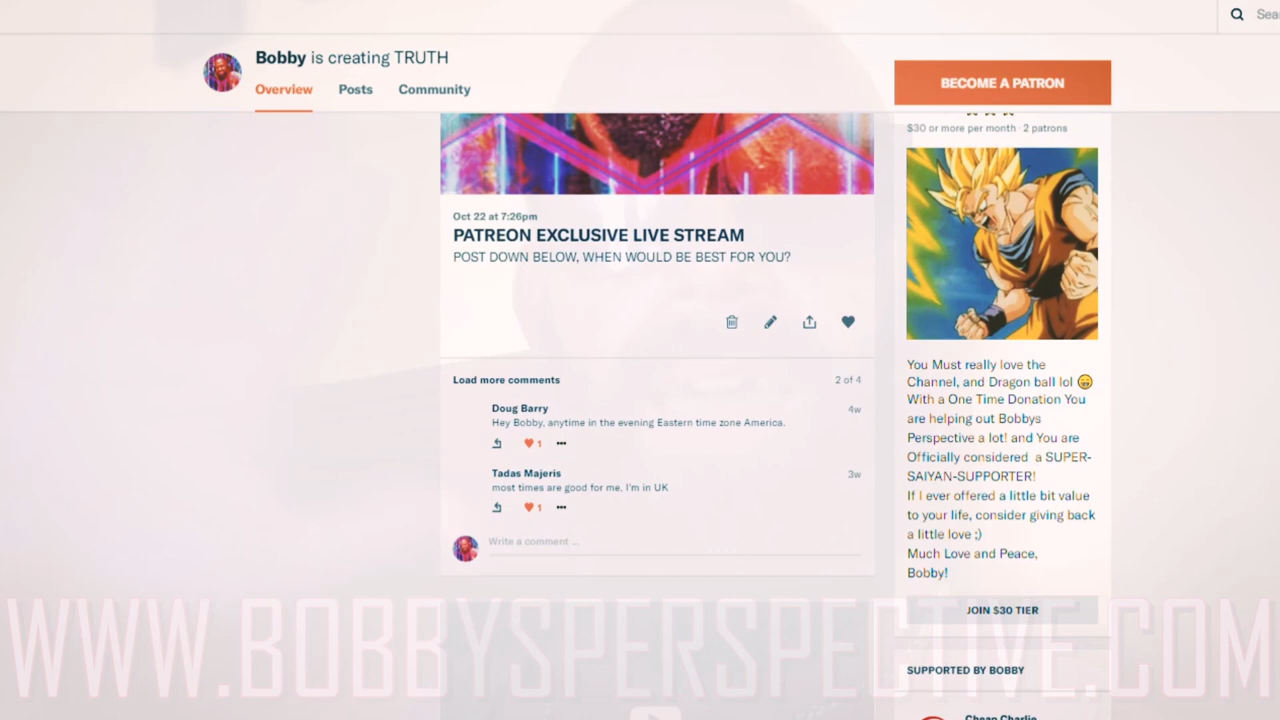 Sea
Bobby is creating TRUTH
Overview Posts Community
BECOME A PATRON
$30 or more per month · 2 patrons
Oct 22 at 7:26pm
PATREON EXCLUSIVE LIVE STREAM
POST DOWN BELOW, WHEN WOULD BE BEST FOR YOU?
Load more comments 2 of 4
Doug Barry 4w
Hey Bobby, anytime in the evening Eastern time zone America.
1
Tadas Majeris 3w
most times are good for me, I'm in UK
1
Write a comment ...
You Must really love the
Channel, and Dragon ball lol 😁
With a One Time Donation You
are helping out Bobbys
Perspective a lot! and You are
Officially considered a SUPER-
SAIYAN-SUPPORTER!
If I ever offered a little bit value
to your life, consider giving back
a little love ;)
Much Love and Peace,
Bobby!
JOIN $30 TIER
WWW.BOBBYSPERSPECTIVE.COM
SUPPORTED BY BOBBY
Cheap Charlie